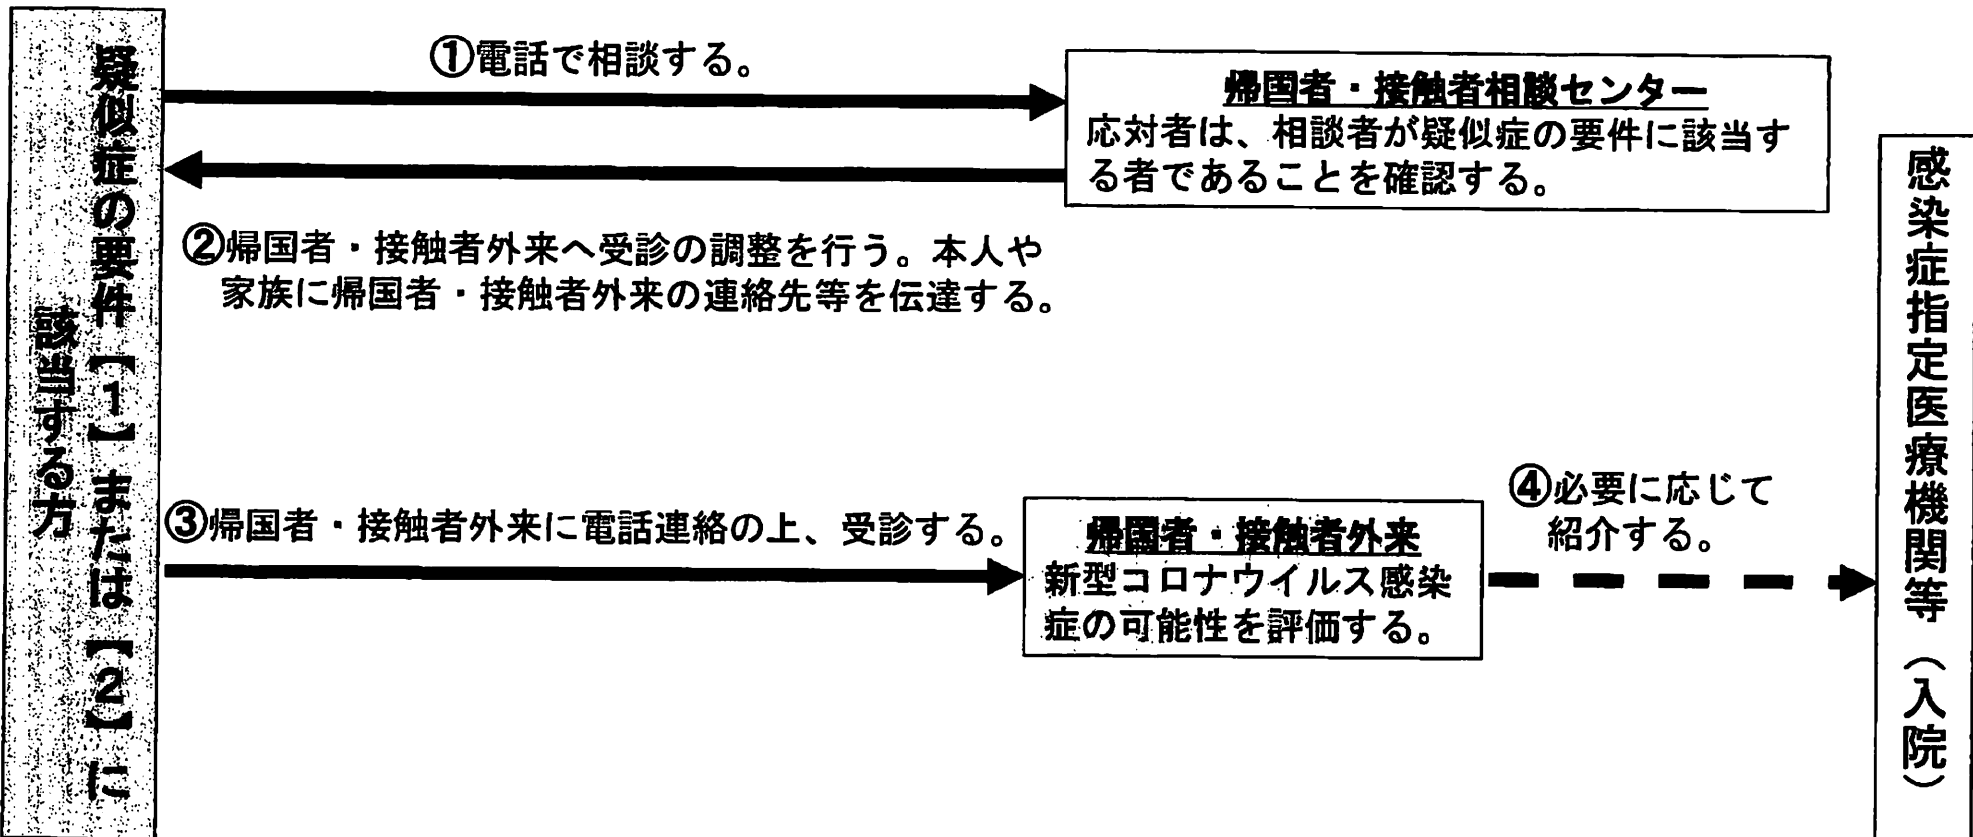 疑似症の要件【1】または【2】に
該当する方
①電話で相談する。
帰国者・接触者相談センター
応対者は、相談者が疑似症の要件に該当す
る者であることを確認する。
②帰国者・接触者外来へ受診の調整を行う。本人や
家族に帰国者・接触者外来の連絡先等を伝達する。
③帰国者・接触者外来に電話連絡の上、受診する。
帰国者・接触者外来
新型コロナウイルス感染
症の可能性を評価する。
④必要に応じて
紹介する。
感染症指定医療機関等（入院）